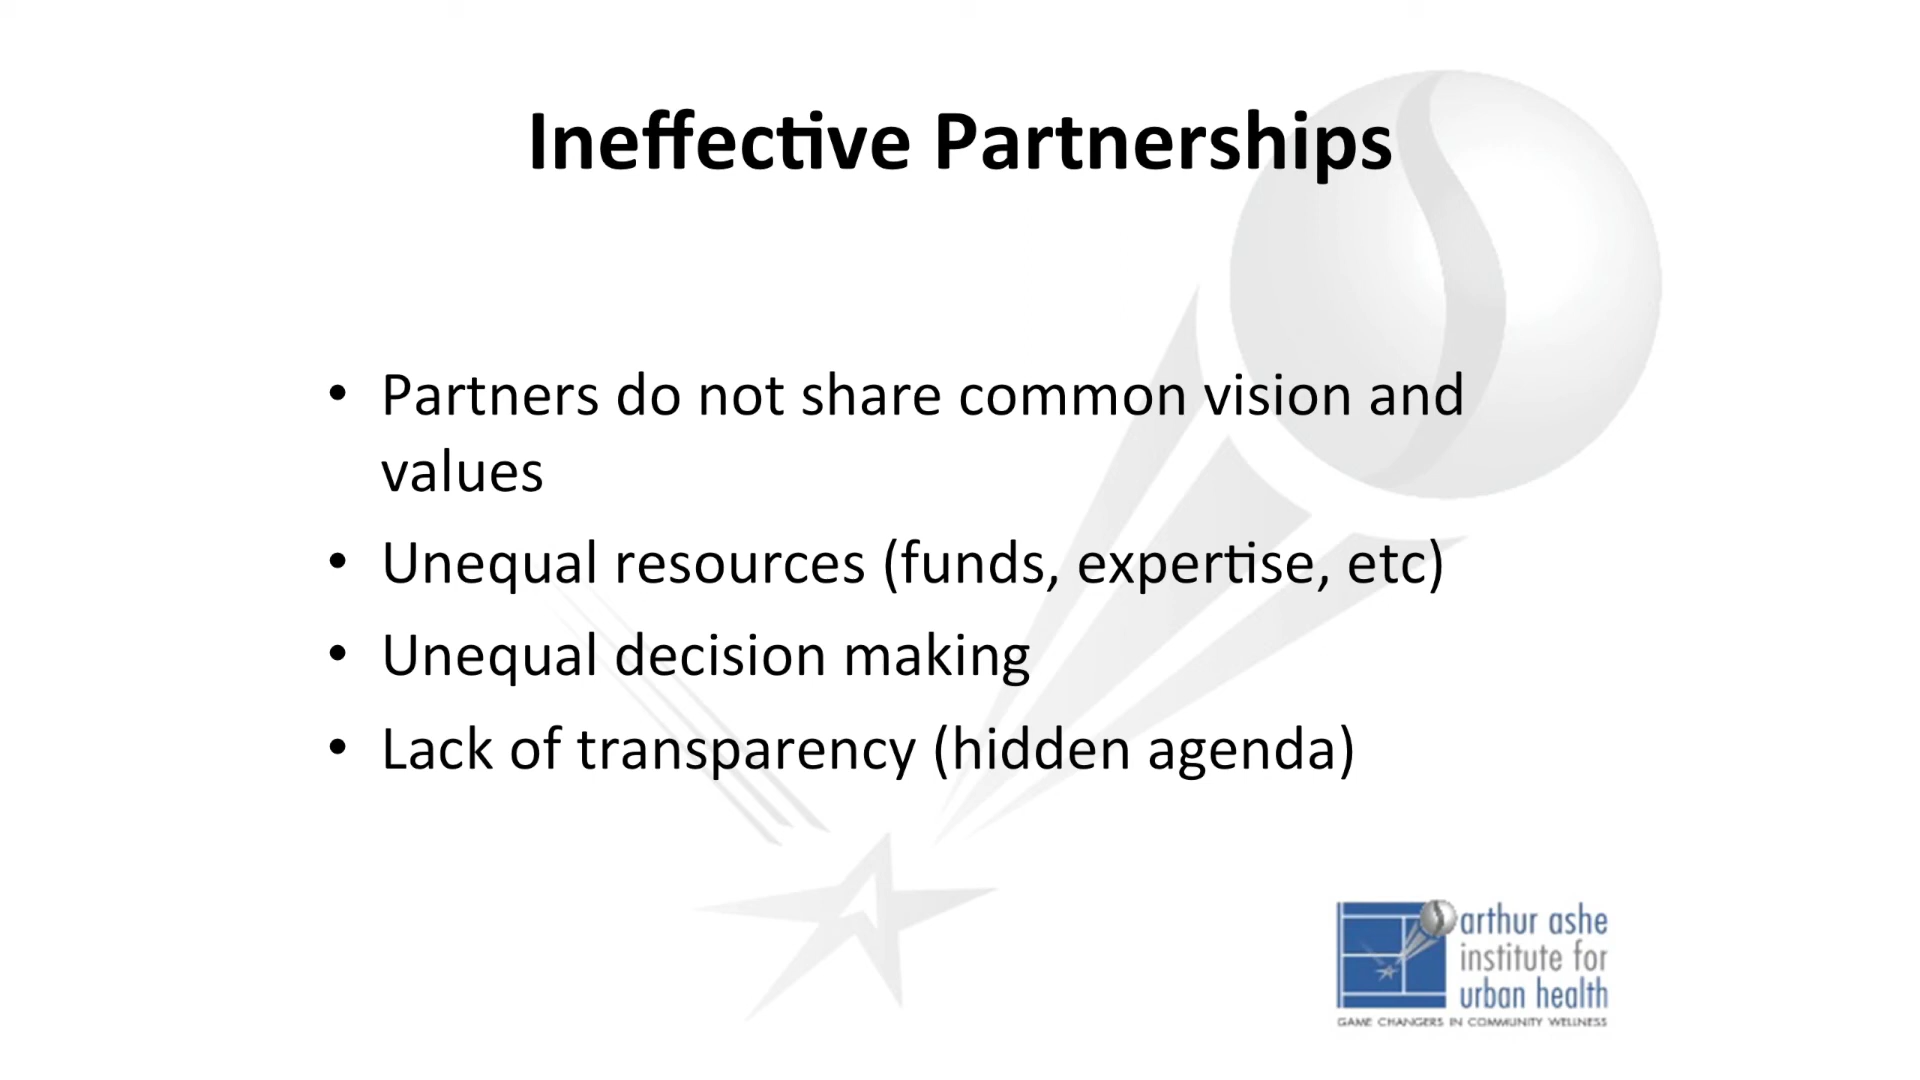 Ineffective Partnerships
• Partners do not share common vision and
values
• Unequal resources (funds, expertise, etc)
• Unequal decision making
• Lack of transparency (hidden agenda)
arthur ashe
institute for
urban health
GAME CHANGERS IN COMMUNITY WELLNESS